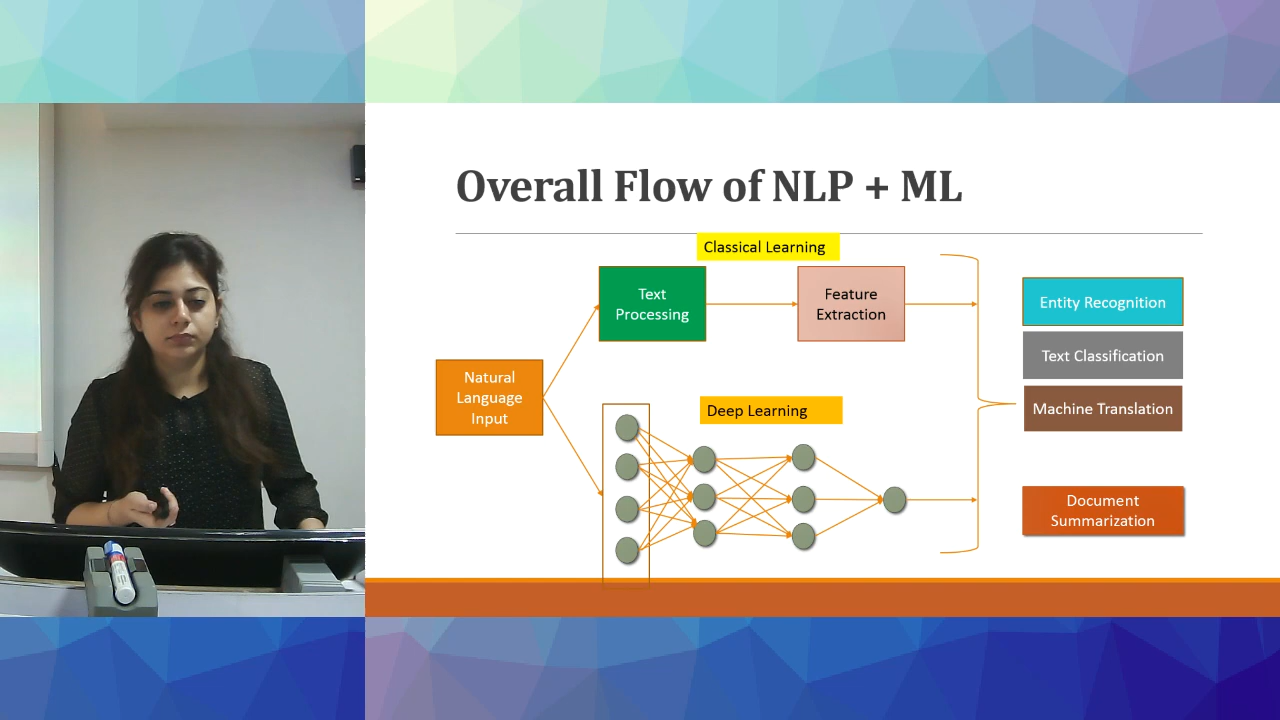 Overall Flow of NLP + ML
Classical Learning
Text
Processing
Feature
Extraction
Natural
Language
Input
Deep Learning
Entity Recognition
Text Classification
Machine Translation
Document
Summarization